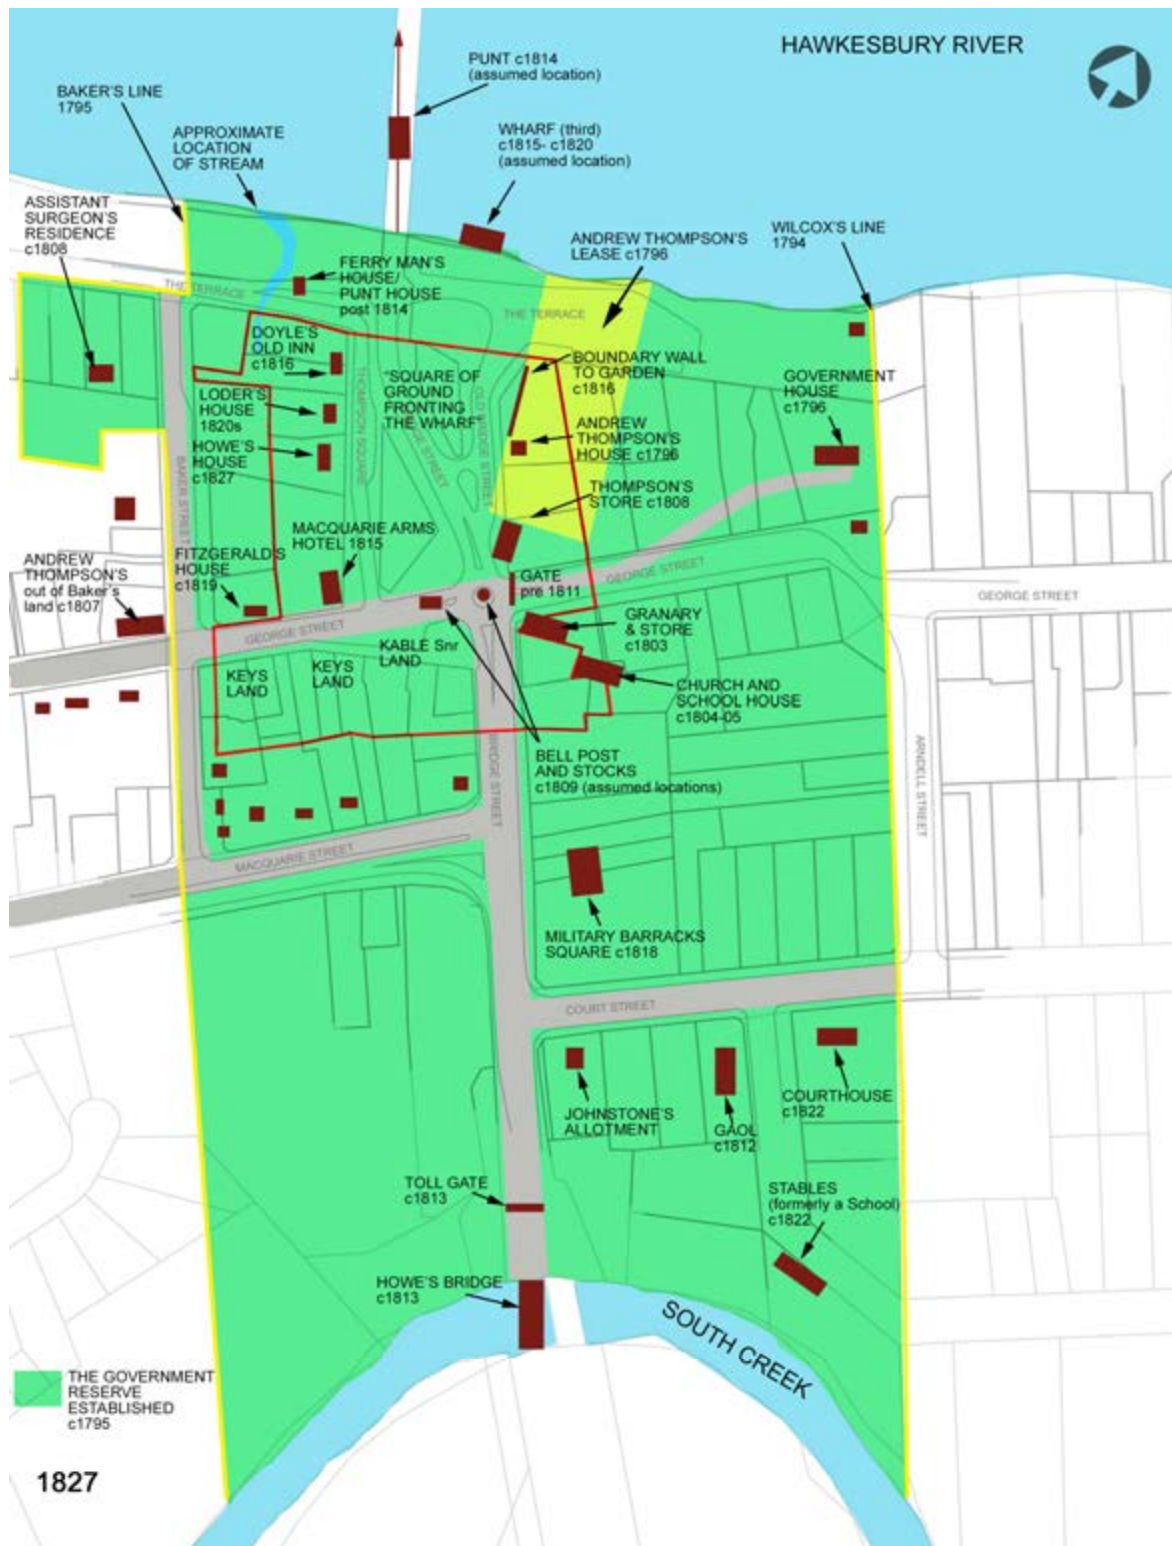 HAWKESBURY RIVER
PUNT c1814
(assumed location)
BAKER'S LINE
1795
APPROXIMATE
LOCATION
OF STREAM
WHARF (third)
c1815- c1820
(assumed location)
ASSISTANT
SURGEON'S
RESIDENCE
c1808
ANDREW THOMPSON'S
LEASE c1796
WILCOX'S LINE
1794
FERRY MAN'S
HOUSE/
PUNT HOUSE
post 1814
THE TERRACE
THE TERRACE
DOYLE'S
OLD INN
c1816
"SQUARE OF
GROUND
FRONTING
THE WHARF"
BOUNDARY WALL
TO GARDEN
c1816
GOVERNMENT
HOUSE
c1796
LODER'S
HOUSE
1820s
THOMPSON SQUARE
OLD BRIDGE STREET
BRIDGE STREET
ANDREW
THOMPSON'S
HOUSE c1796
HOWE'S
HOUSE
c1827
BAKER STREET
THOMPSON'S
STORE c1808
MACQUARIE ARMS
HOTEL 1815
FITZGERALD'S
HOUSE
c1819
ANDREW
THOMPSON'S
out of Baker's
land c1807
GATE
pre 1811
GEORGE STREET
GEORGE STREET
GEORGE STREET
GRANARY
& STORE
c1803
KABLE Snr
LAND
KEYS
LAND
KEYS
LAND
CHURCH AND
SCHOOL HOUSE
c1804-05
BRIDGE STREET
BELL POST
AND STOCKS
c1809 (assumed locations)
ARNDELL STREET
MACQUARIE STREET
MILITARY BARRACKS
SQUARE c1818
COURT STREET
JOHNSTONE'S
ALLOTMENT
GAOL
c1812
COURTHOUSE
c1822
TOLL GATE
c1813
STABLES
(formerly a School)
c1822
HOWE'S BRIDGE
c1813
SOUTH CREEK
THE GOVERNMENT
RESERVE
ESTABLISHED
c1795
1827